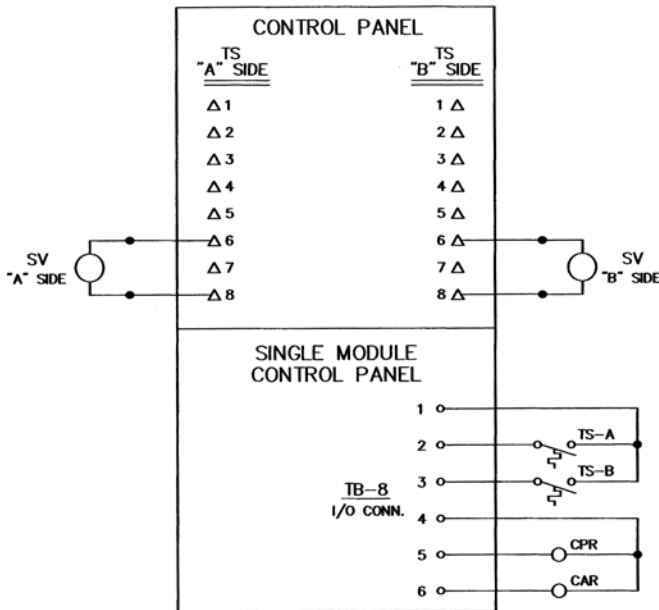 CONTROL PANEL
TS TS
"A" SIDE "B" SIDE
1 1
2 2
3 3
4 4
5 5
6 6
7 7
8 8
SV
"A" SIDE
SV
"B" SIDE
SINGLE MODULE
CONTROL PANEL
1
2 TS-A
3 TS-B
TB-8
I/O CONN.
4
5 CPR
6 CAR